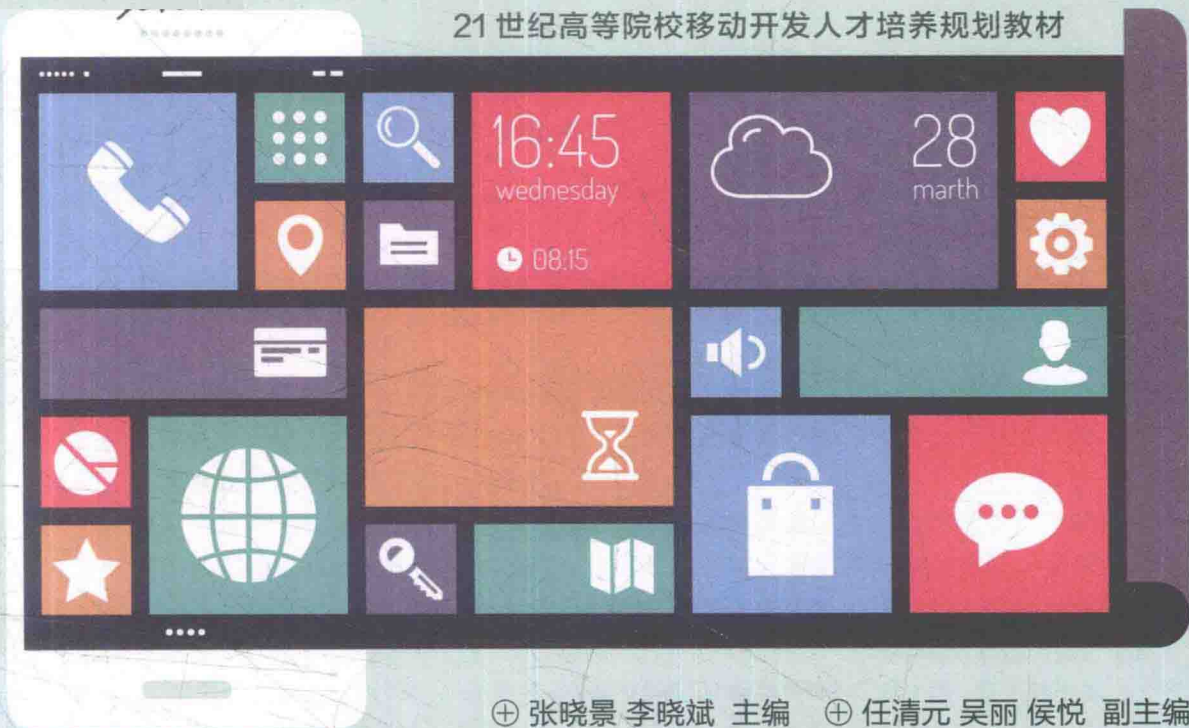 21世纪高等院校移动开发人才培养规划教材
16:45
wednesday
08:15
28
marth
张晓景 李晓斌 主编 任清元 吴丽 侯悦 副主编